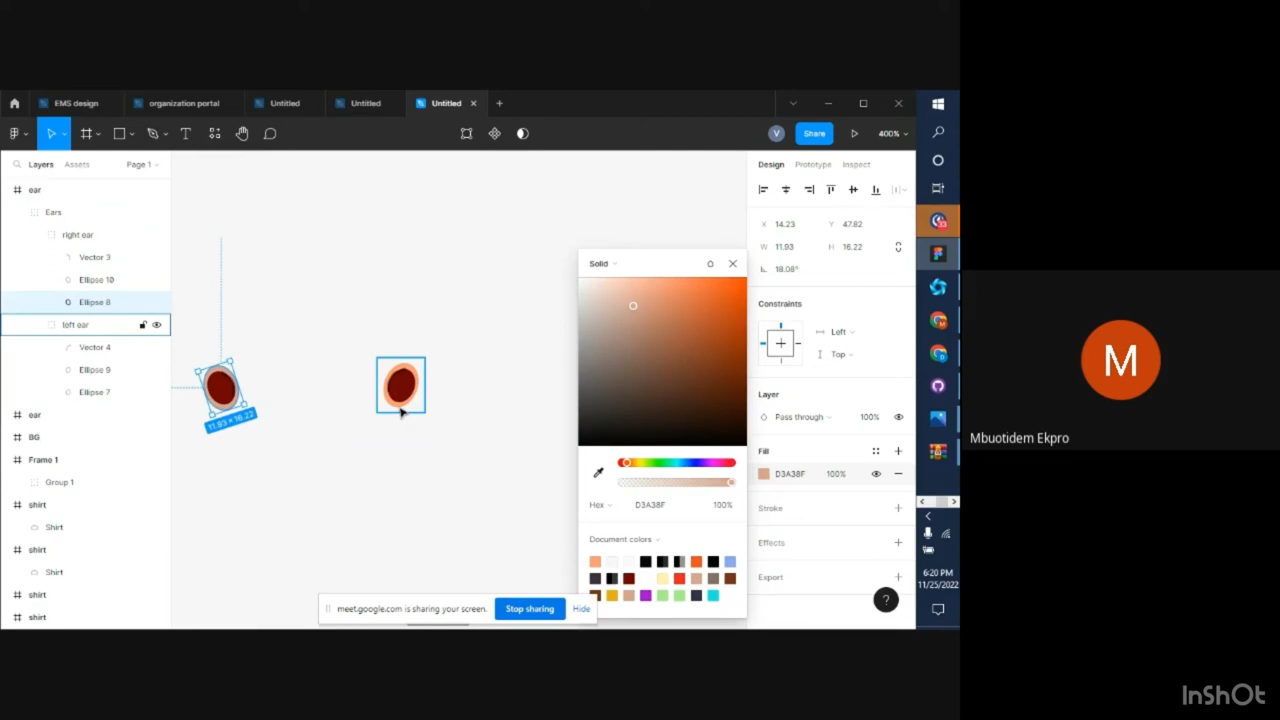 EMS design
organization portal
Untitled
Untitled
Untitled
Share
400%
V
Layers
Assets
Page 1
Design
Prototype
Inspect
ear
Ears
right ear
Vector 3
Ellipse 10
Ellipse 8
left ear
Vector 4
Ellipse 9
Ellipse 7
ear
BG
Frame 1
Group 1
shirt
Shirt
shirt
Shirt
shirt
shirt
11.93 × 16.22
Solid
Hex
D3A38F
100%
Document colors
X 14.23
Y 47.82
W 11.93
H 16.22
18.08°
Constraints
Left
Top
Layer
Pass through
100%
Fill
D3A38F
100%
Stroke
Effects
Export
?
meet.google.com is sharing your screen.
Stop sharing
Hide
6:20 PM
11/25/2022
M
Mbuotidem Ekpro
InShOt